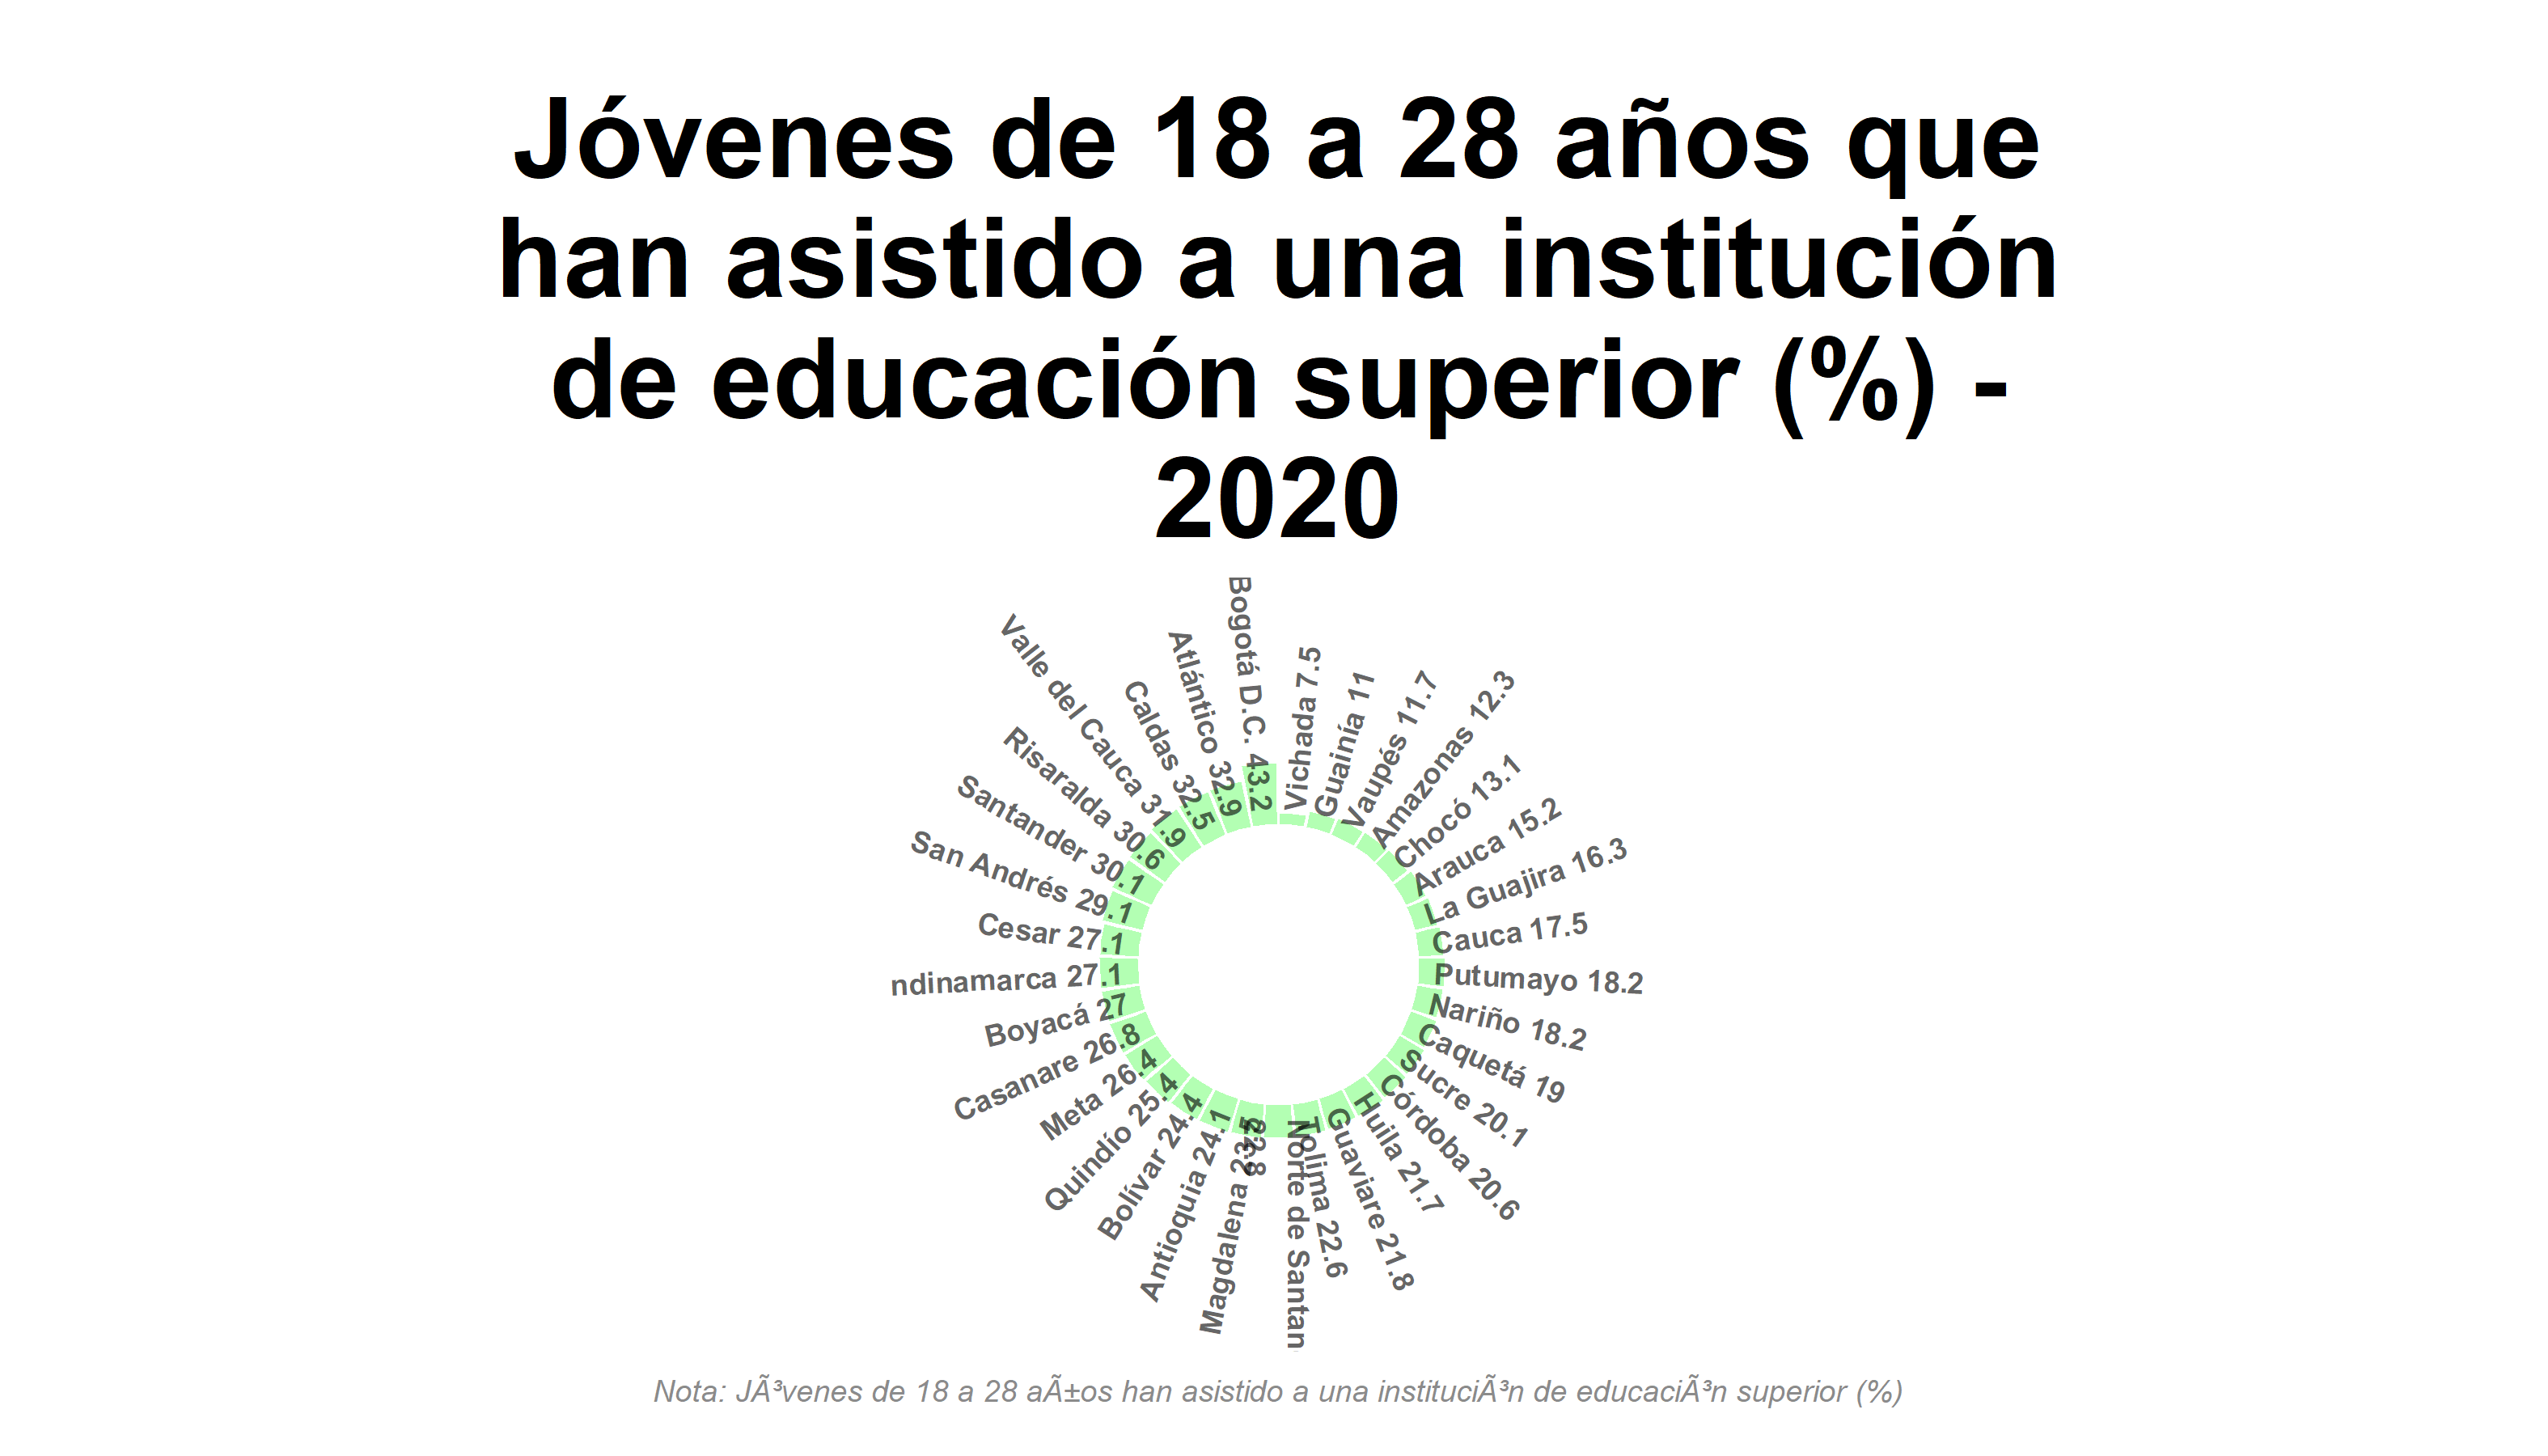 Jóvenes de 18 a 28 años que
han asistido a una institución
de educación superior (%) -
2020
Vichada 7.5
Guainía 11
Vaupés 11.7
Amazonas 12.3
Chocó 13.1
Arauca 15.2
La Guajira 16.3
Cauca 17.5
Putumayo 18.2
Nariño 18.2
Caquetá 19
Sucre 20.1
Córdoba 20.6
Huila 21.7
Guaviare 21.8
Tolima 22.6
Norte de Santan
22.8
Magdalena 23.5
Antioquia 24.1
Bolívar 24.4
Quindío 25.4
Meta 26.4
Casanare 26.8
Boyacá 27
ndinamarca 27.1
Cesar 27.1
San Andrés 29.1
Santander 30.1
Risaralda 30.6
Valle del Cauca 31.9
Caldas 32.5
Atlántico 32.9
Bogotá D.C. 43.2
Nota: JÃ³venes de 18 a 28 aÃ±os han asistido a una instituciÃ³n de educaciÃ³n superior (%)